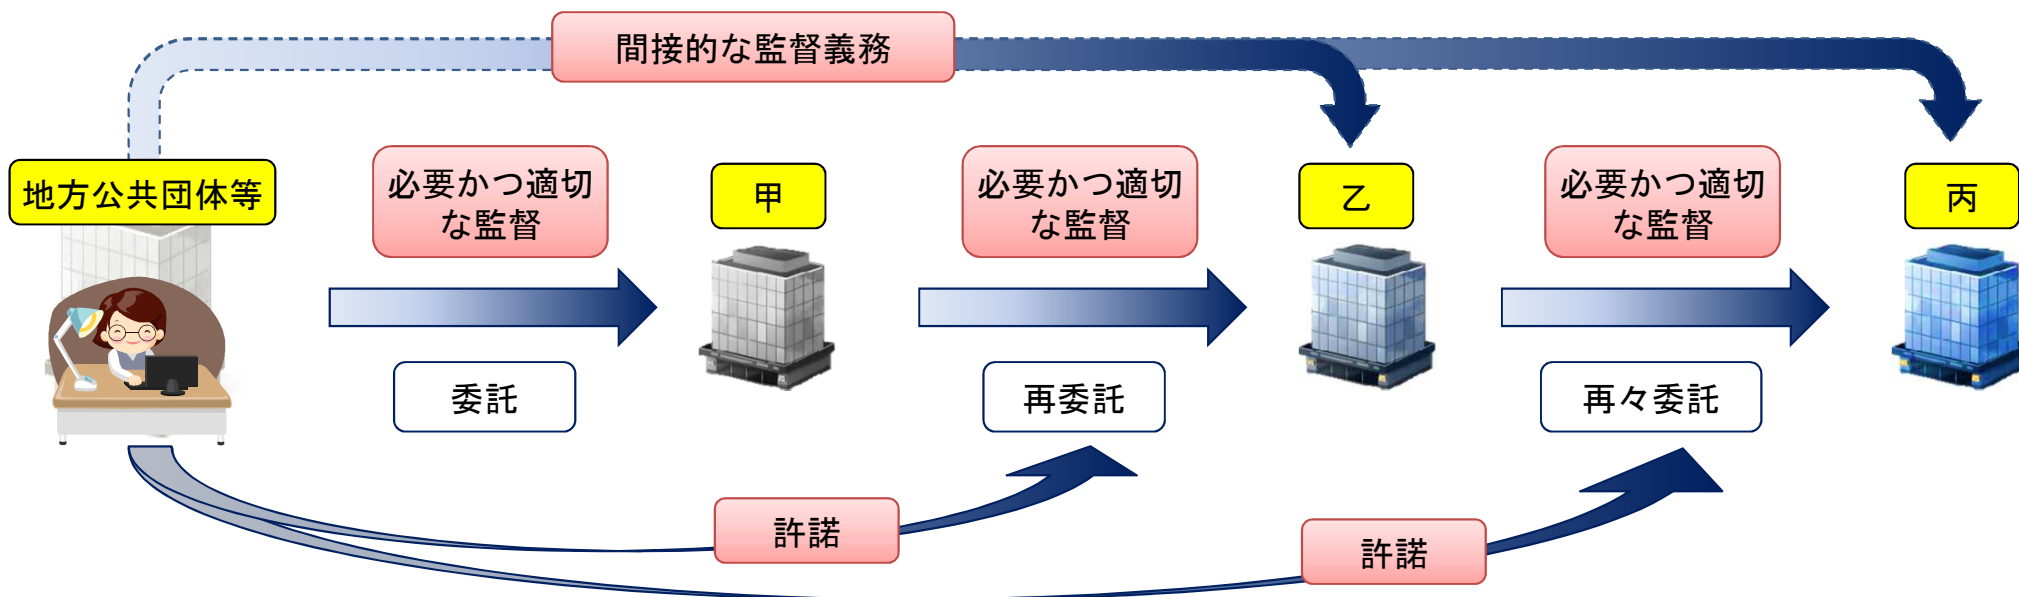 間接的な監督義務
地方公共団体等
必要かつ適切
な監督
甲
必要かつ適切
な監督
乙
必要かつ適切
な監督
丙
委託
再委託
再々委託
許諾
許諾